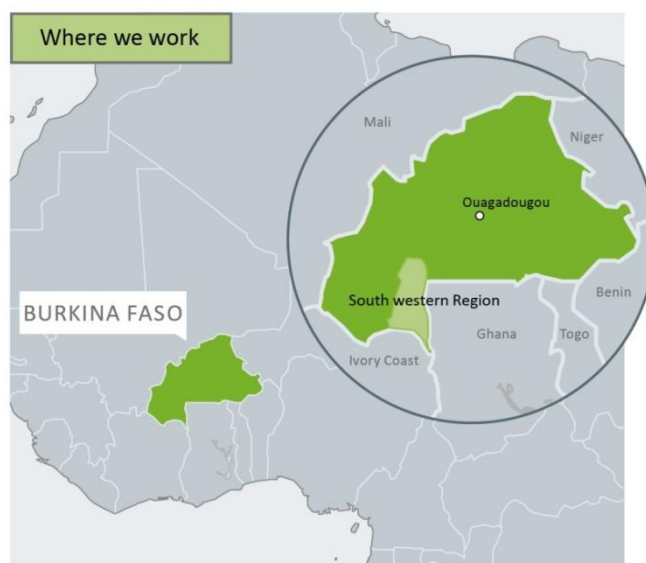 Where we work
Mali
Niger
Ouagadougou
Benin
South western Region
BURKINA FASO
Ghana
Togo
Ivory Coast